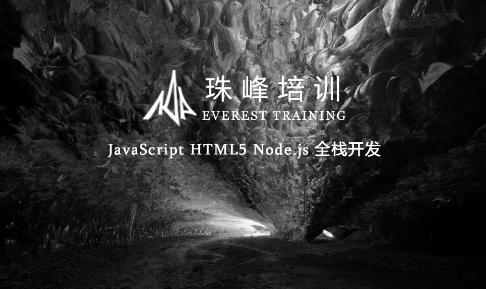 珠峰培训
EVEREST TRAINING
JavaScript HTML5 Node.js 全栈开发